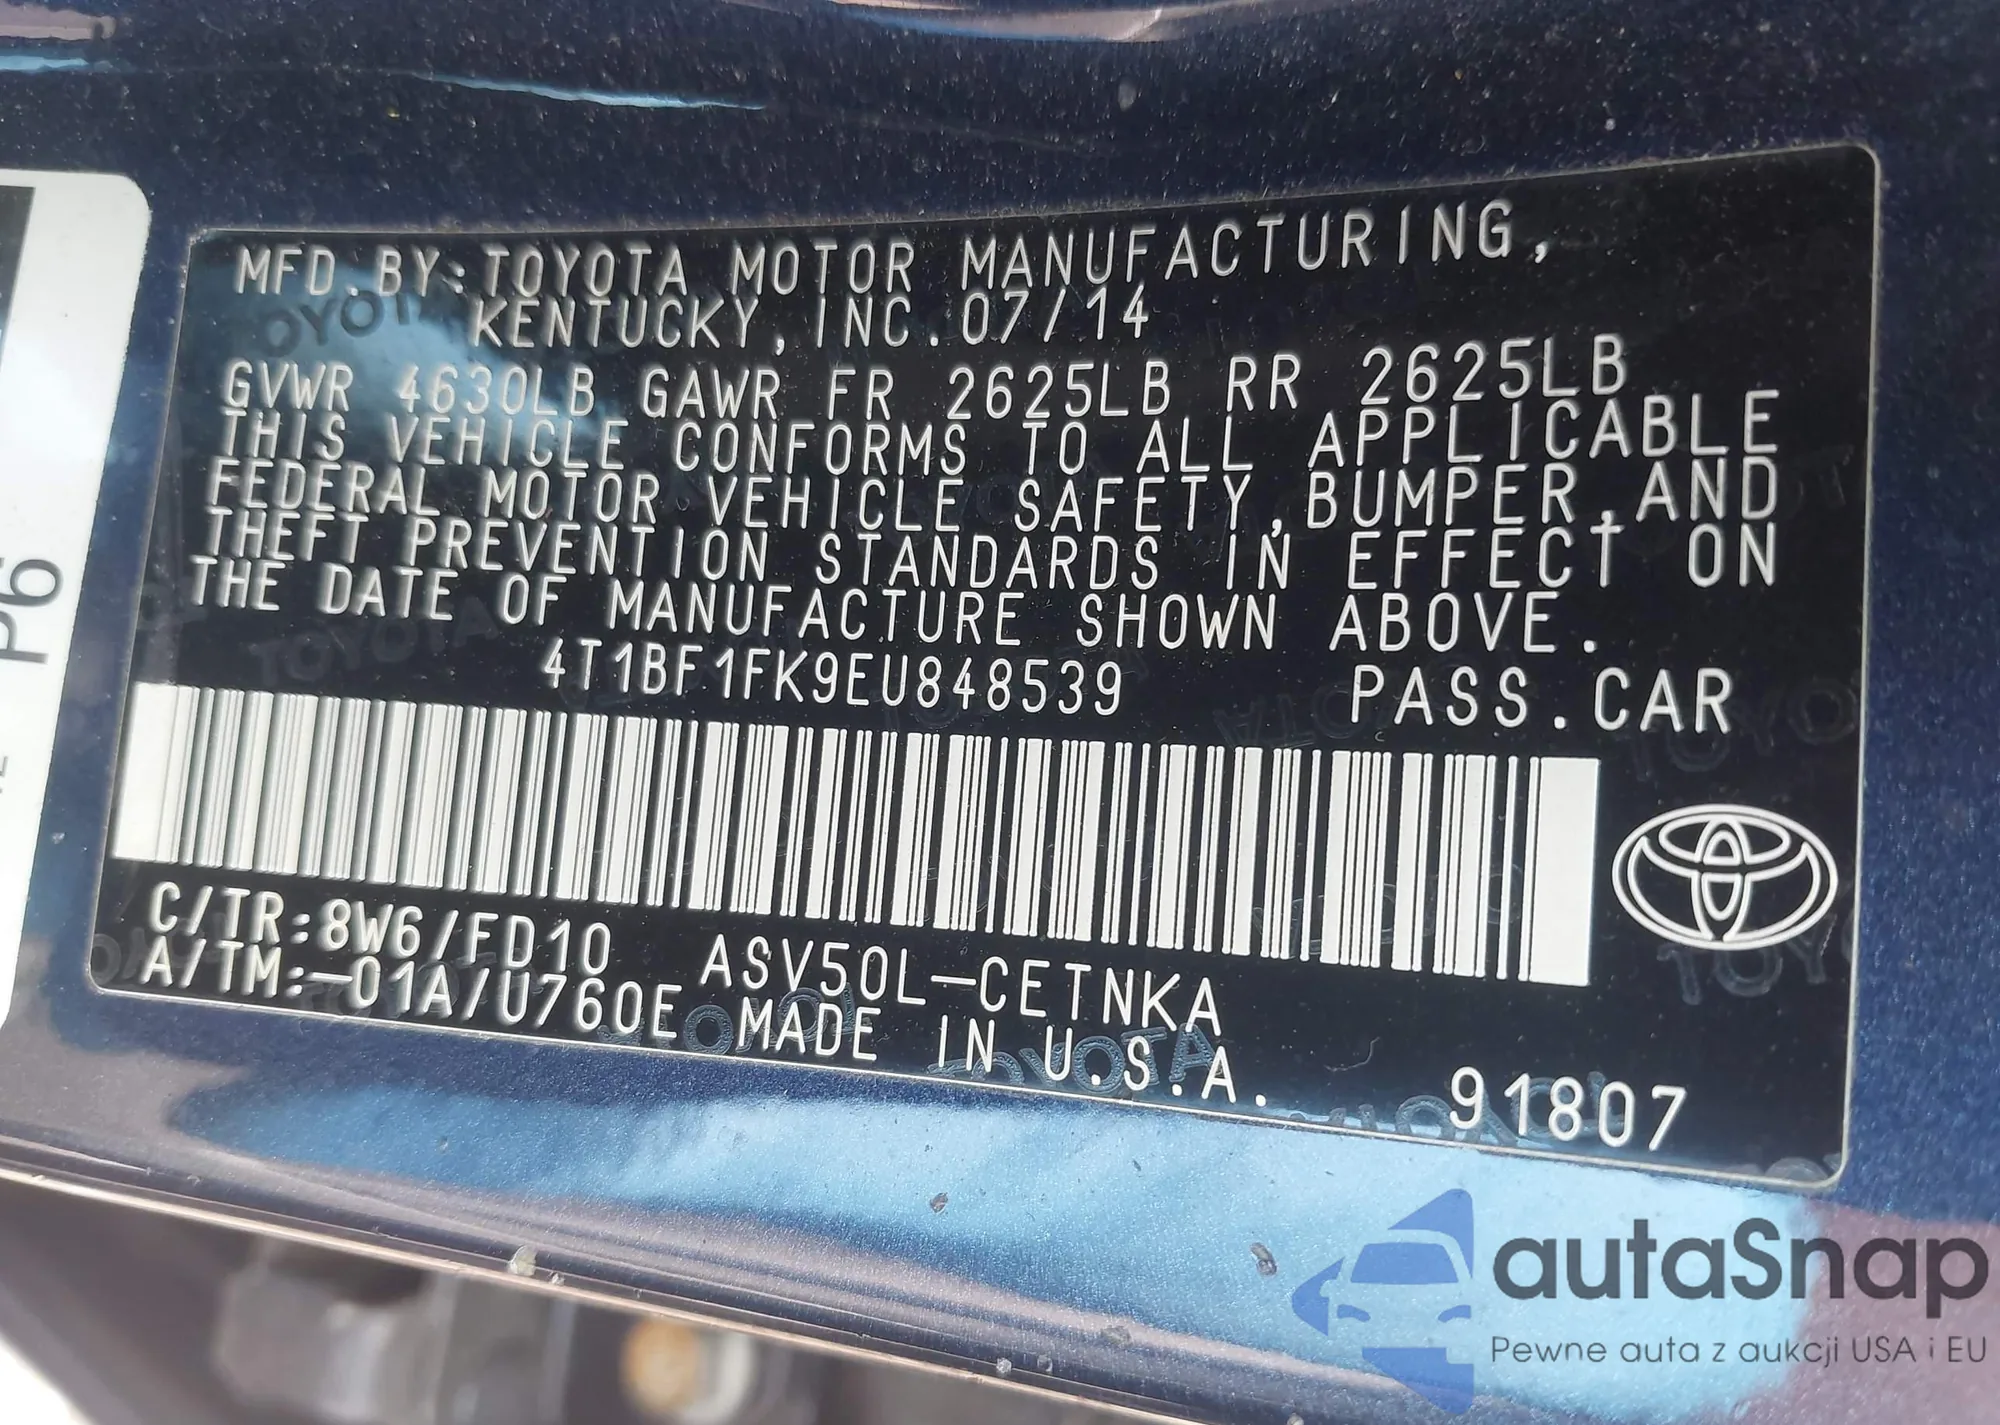 MFD.BY:TOYOTA MOTOR MANUFACTURING,
KENTUCKY,INC.07/14
GVWR 4630LB GAWR FR 2625LB RR 2625LB
THIS VEHICLE CONFORMS TO ALL APPLICABLE
FEDERAL MOTOR VEHICLE SAFETY,BUMPER,AND
THEFT PREVENTION STANDARDS IN EFFECT ON
THE DATE OF MANUFACTURE SHOWN ABOVE.
4T1BF1FK9EU848539 PASS.CAR
C/TR:8W6/FD10 ASV50L-CETNKA
A/TM:-01A/U760E MADE IN U.S.A.
91807
P6
autaSnap
Pewne auta z aukcji USA i EU